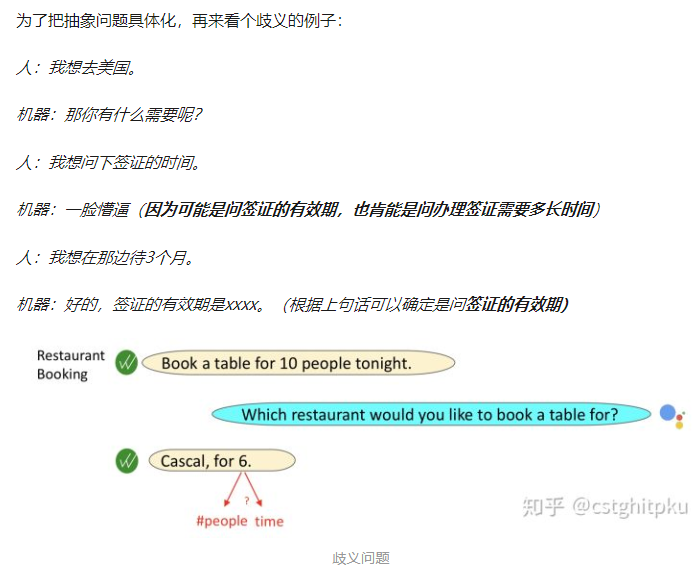 为了把抽象问题具体化，再来看个歧义的例子：
人：我想去美国。
机器：那你有什么需要呢？
人：我想问下签证的时间。
机器：一脸懵逼（因为可能是问签证的有效期，也肯能是问办理签证需要多长时间）
人：我想在那边待3个月。
机器：好的，签证的有效期是xxxx。（根据上句话可以确定是问签证的有效期)
Restaurant
Booking
Book a table for 10 people tonight.
Which restaurant would you like to book a table for?
Cascal, for 6.
?
#people time
知乎 @cstghitpku
歧义问题